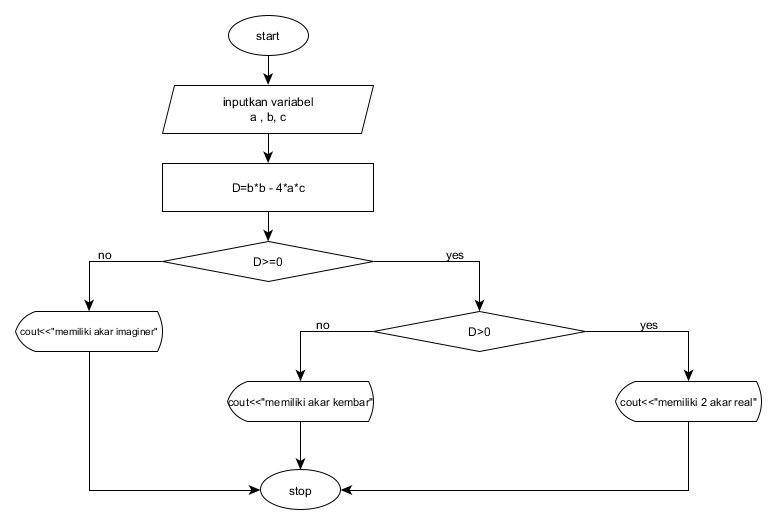 start
inputkan variabel
a , b, c
D=b*b - 4*a*c
no
D>=0
yes
cout<<"memiliki akar imaginer"
no
D>0
yes
cout<<"memiliki akar kembar"
cout<<"memiliki 2 akar real"
stop